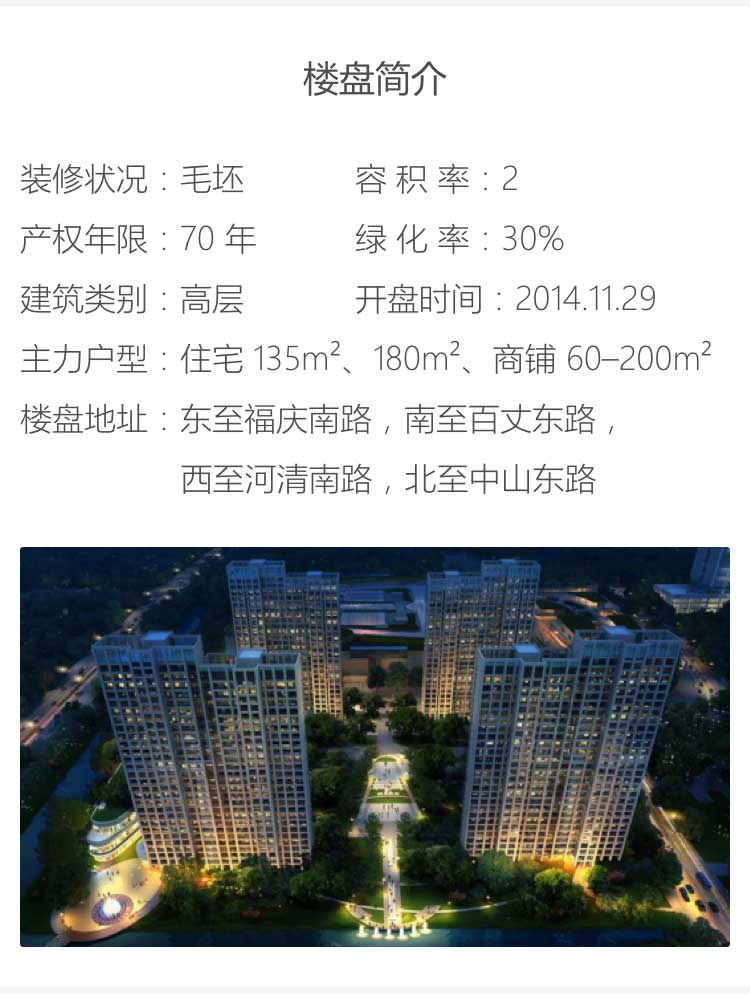 楼盘简介
装修状况：毛坯 容 积 率：2
产权年限：70 年 绿 化 率：30%
建筑类别：高层 开盘时间：2014.11.29
主力户型：住宅 135m²、180m²、商铺 60–200m²
楼盘地址：东至福庆南路，南至百丈东路，
西至河清南路，北至中山东路